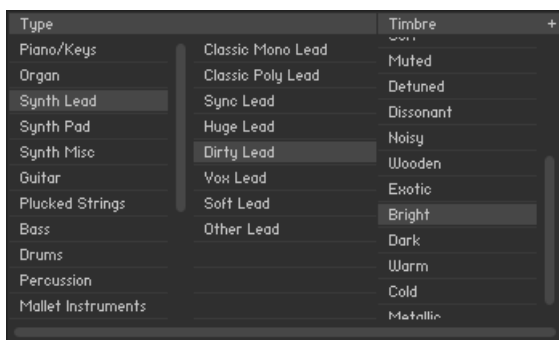 Type
Timbre +
Piano/Keys
Organ
Synth Lead
Synth Pad
Synth Misc
Guitar
Plucked Strings
Bass
Drums
Percussion
Mallet Instruments
Classic Mono Lead
Classic Poly Lead
Sync Lead
Huge Lead
Dirty Lead
Vox Lead
Soft Lead
Other Lead
Muted
Detuned
Dissonant
Noisy
Wooden
Exotic
Bright
Dark
Warm
Cold
Metallic